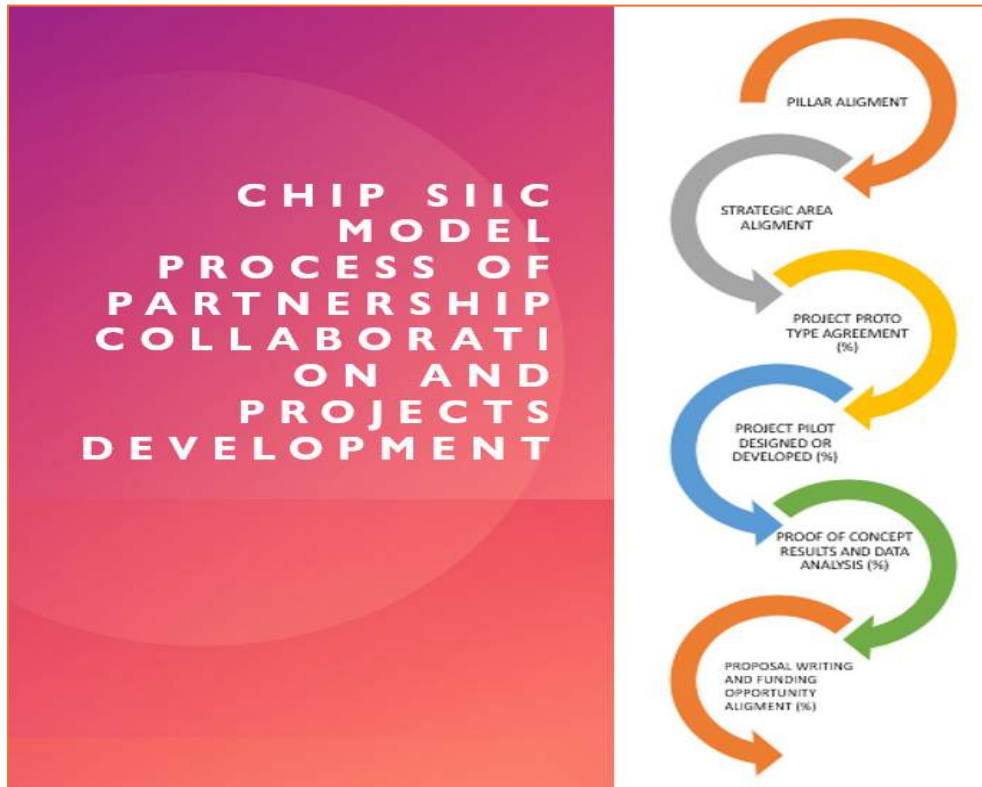 CHIP SIIC
MODEL
PROCESS OF
PARTNERSHIP
COLLABORATI
ON AND
PROJECTS
DEVELOPMENT
PILLAR ALIGMENT
STRATEGIC AREA
ALIGMENT
PROJECT PROTO
TYPE AGREEMENT
(%)
PROJECT PILOT
DESIGNED OR
DEVELOPED (%)
PROOF OF CONCEPT
RESULTS AND DATA
ANALYSIS (%)
PROPOSAL WRITING
AND FUNDING
OPPORTUNITY
ALIGMENT (%)